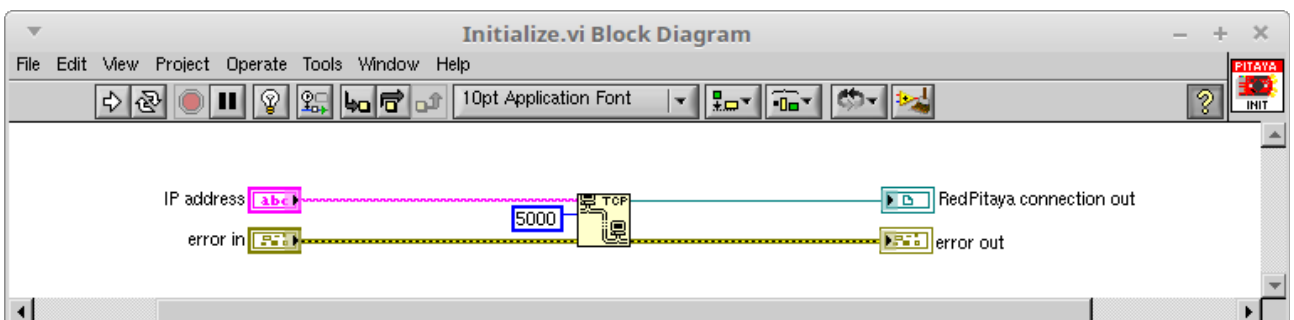 Initialize.vi Block Diagram
File Edit View Project Operate Tools Window Help
PITAYA
INIT
10pt Application Font
?
IP address abc TCP RedPitaya connection out
5000
error in error out